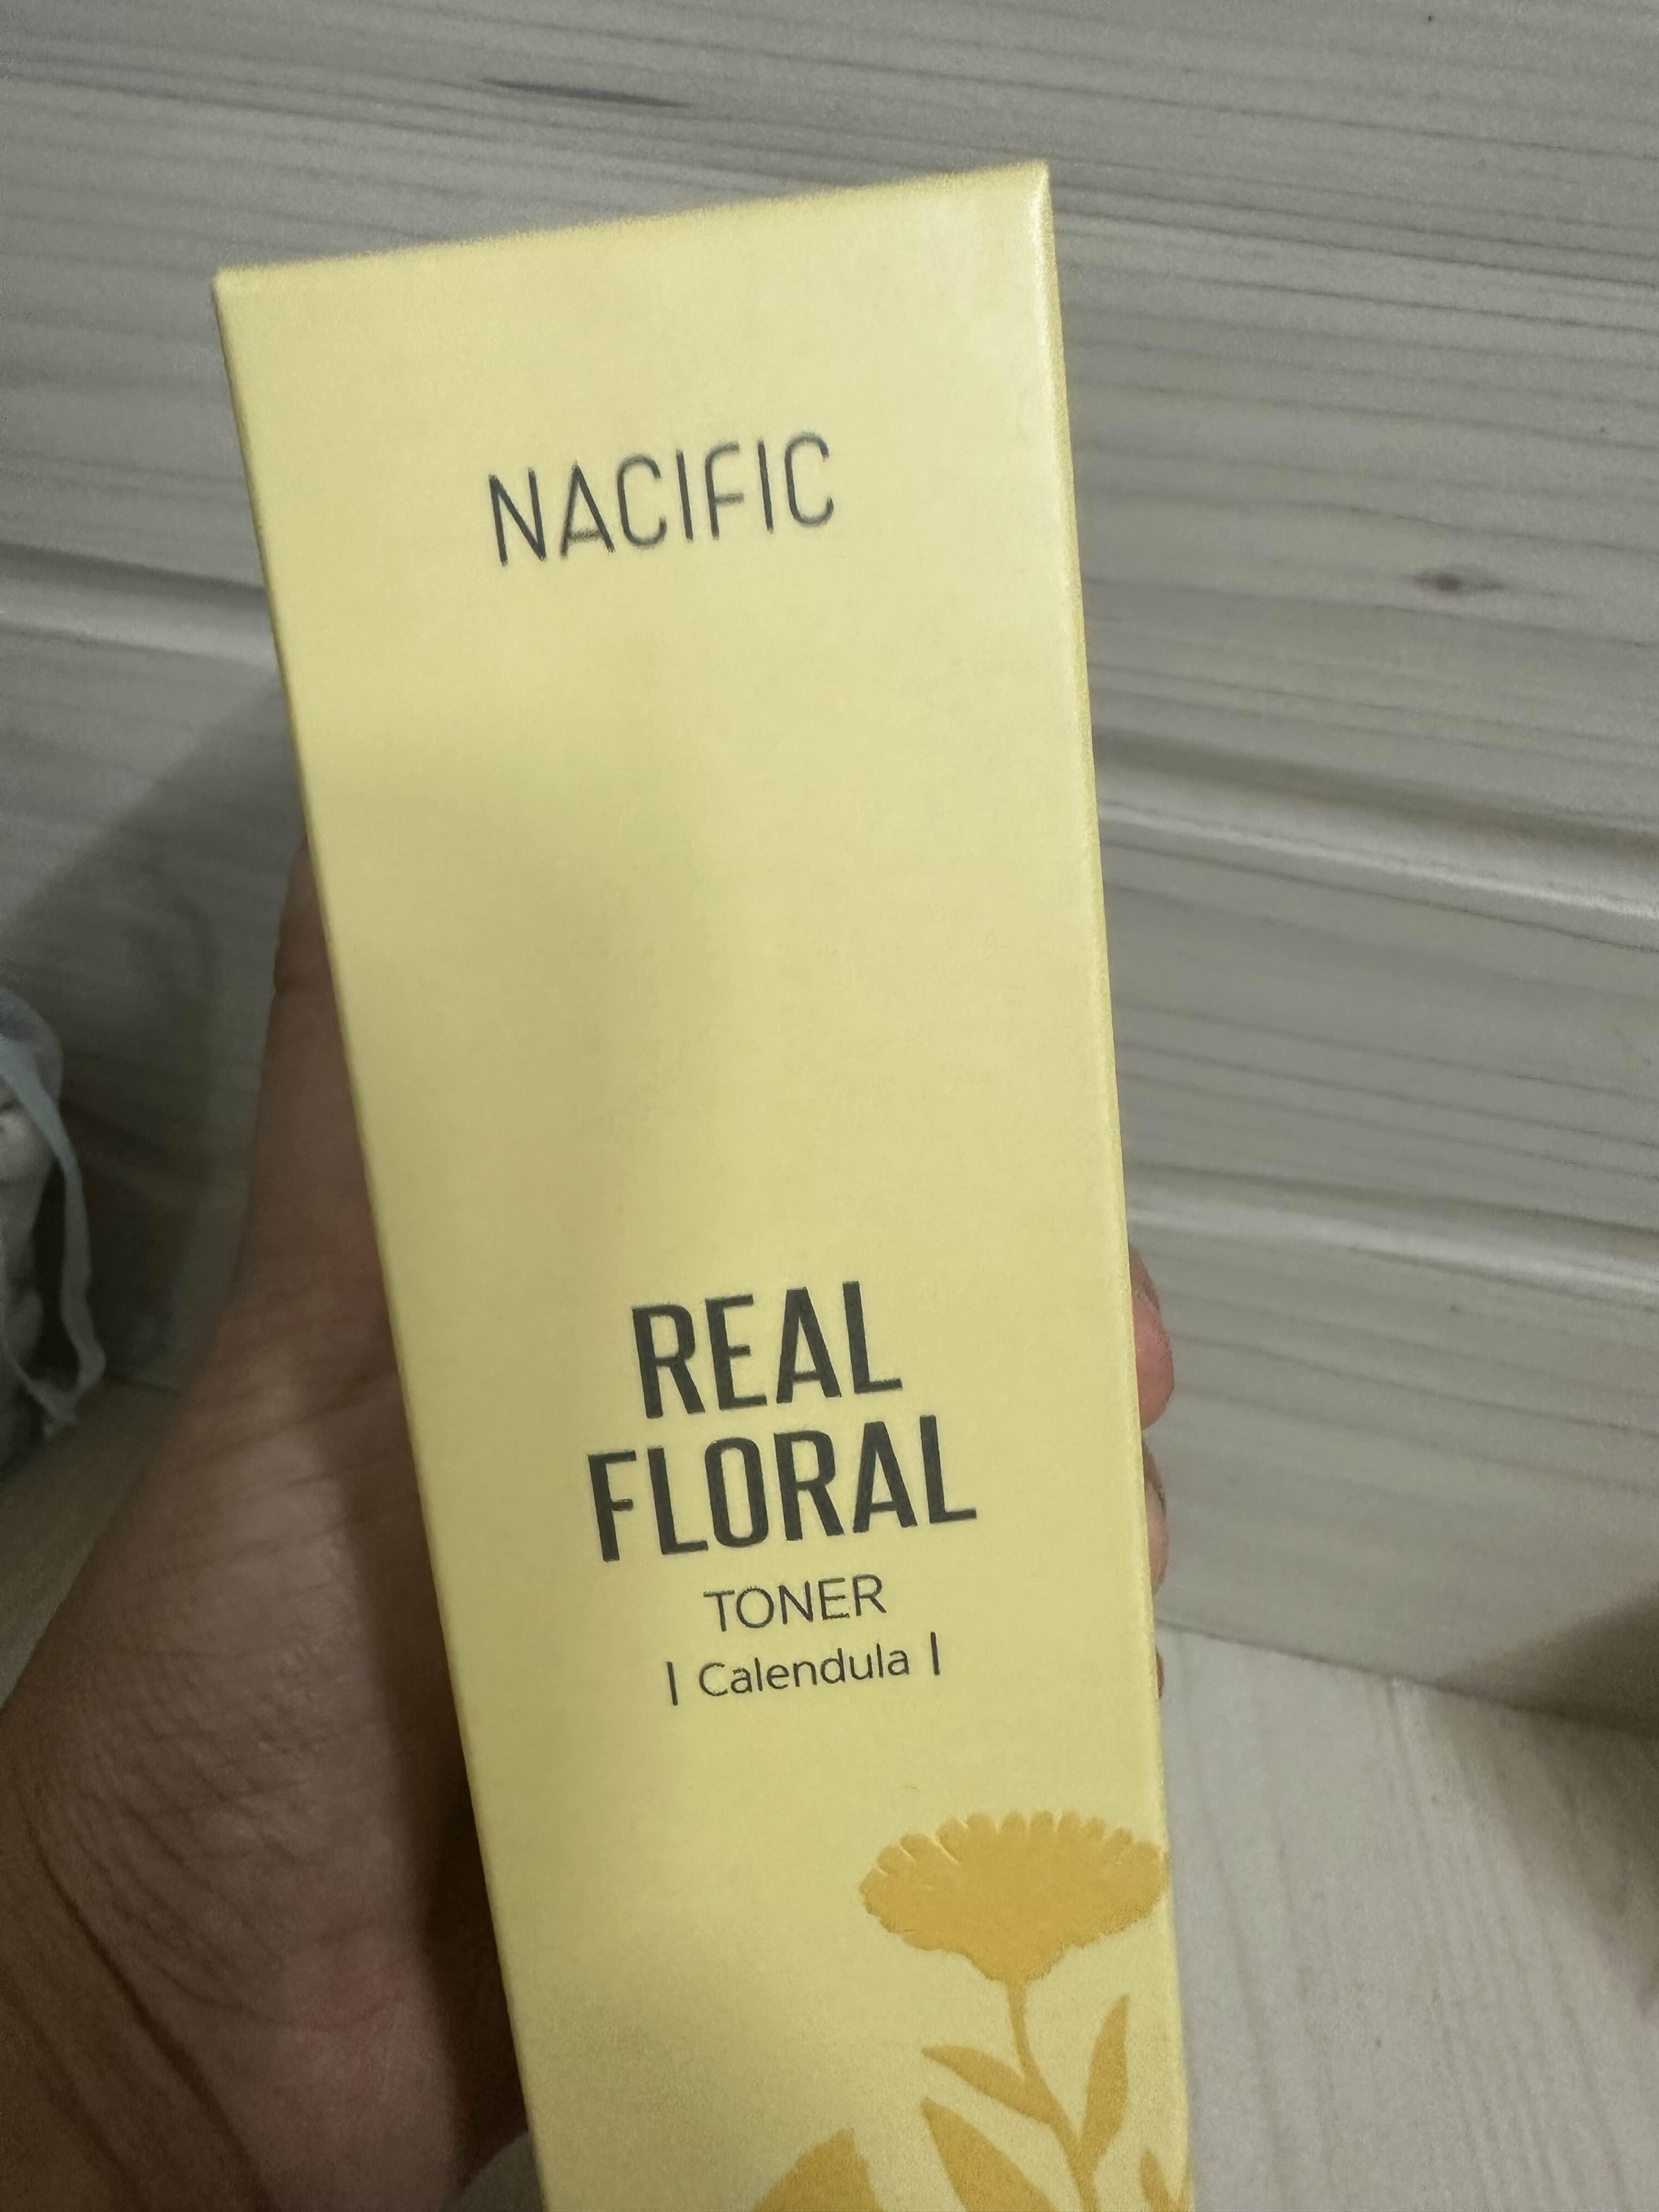 NACIFIC
REAL
FLORAL
TONER
| Calendula |